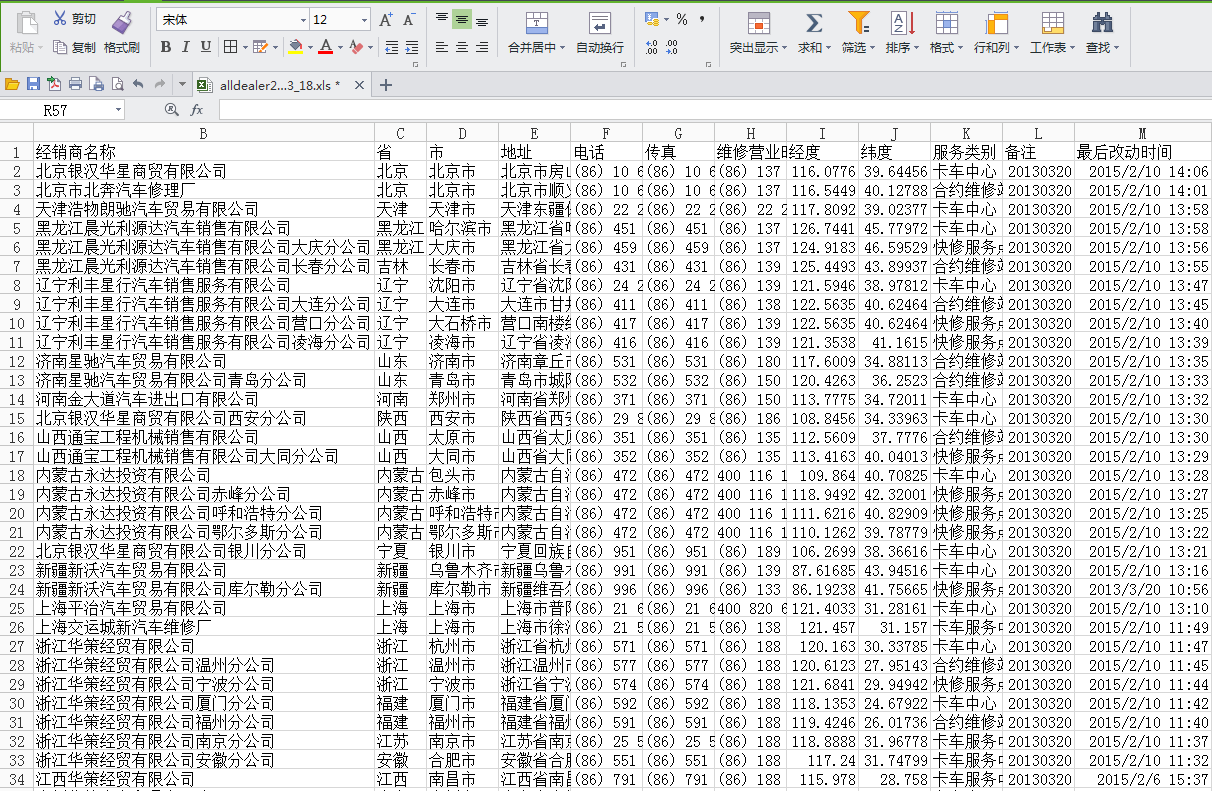 剪切 宋体 12 A+ A- %
粘贴 复制 格式刷 B I U 合并居中 自动换行 突出显示 求和 筛选 排序 格式 行和列 工作表 查找
alldealer2...3_18.xls *
R57 fx
B C D E F G H I J K L M
1 经销商名称 省 市 地址 电话 传真 维修营业时 经度 纬度 服务类别 备注 最后改动时间
2 北京银汉华星商贸有限公司 北京 北京市 北京市房山 (86) 10 6 (86) 10 6 (86) 137 116.0776 39.64456 卡车中心 20130320 2015/2/10 14:06
3 北京市北奔汽车修理厂 北京 北京市 北京市顺义 (86) 10 6 (86) 10 6 (86) 137 116.5449 40.12788 合约维修站 20130320 2015/2/10 14:01
4 天津浩物朗驰汽车贸易有限公司 天津 天津市 天津东疆保 (86) 22 2 (86) 22 2 (86) 22 2 117.8092 39.02377 卡车中心 20130320 2015/2/10 13:58
5 黑龙江晨光利源达汽车销售有限公司 黑龙江 哈尔滨市 黑龙江省哈 (86) 451 (86) 451 (86) 137 126.7441 45.77972 卡车中心 20130320 2015/2/10 13:58
6 黑龙江晨光利源达汽车销售有限公司大庆分公司 黑龙江 大庆市 黑龙江省大 (86) 459 (86) 459 (86) 137 124.9183 46.59529 快修服务点 20130320 2015/2/10 13:56
7 黑龙江晨光利源达汽车销售有限公司长春分公司 吉林 长春市 吉林省长春 (86) 431 (86) 431 (86) 139 125.4493 43.89937 合约维修站 20130320 2015/2/10 13:55
8 辽宁利丰星行汽车销售服务有限公司 辽宁 沈阳市 辽宁省沈阳 (86) 24 2 (86) 24 2 (86) 139 121.5946 38.97812 卡车中心 20130320 2015/2/10 13:47
9 辽宁利丰星行汽车销售服务有限公司大连分公司 辽宁 大连市 大连市甘井 (86) 411 (86) 411 (86) 138 122.5635 40.62464 合约维修站 20130320 2015/2/10 13:45
10 辽宁利丰星行汽车销售服务有限公司营口分公司 辽宁 大石桥市 营口南楼经 (86) 417 (86) 417 (86) 139 122.5635 40.62464 快修服务点 20130320 2015/2/10 13:40
11 辽宁利丰星行汽车销售服务有限公司凌海分公司 辽宁 凌海市 辽宁省凌海 (86) 416 (86) 416 (86) 139 121.3538 41.1615 快修服务点 20130320 2015/2/10 13:39
12 济南星驰汽车贸易有限公司 山东 济南市 济南章丘市 (86) 531 (86) 531 (86) 180 117.6009 34.88113 合约维修站 20130320 2015/2/10 13:35
13 济南星驰汽车贸易有限公司青岛分公司 山东 青岛市 青岛市城阳 (86) 532 (86) 532 (86) 150 120.4263 36.2523 合约维修站 20130320 2015/2/10 13:33
14 河南金大道汽车进出口有限公司 河南 郑州市 河南省郑州 (86) 371 (86) 371 (86) 150 113.7775 34.72011 卡车中心 20130320 2015/2/10 13:32
15 北京银汉华星商贸有限公司西安分公司 陕西 西安市 陕西省西安 (86) 29 8 (86) 29 8 (86) 186 108.8456 34.33963 卡车中心 20130320 2015/2/10 13:30
16 山西通宝工程机械销售有限公司 山西 太原市 山西省太原 (86) 351 (86) 351 (86) 135 112.5609 37.7776 合约维修站 20130320 2015/2/10 13:30
17 山西通宝工程机械销售有限公司大同分公司 山西 大同市 山西省大同 (86) 352 (86) 352 (86) 135 113.4163 40.04013 快修服务点 20130320 2015/2/10 13:29
18 内蒙古永达投资有限公司 内蒙古 包头市 内蒙古自治 (86) 472 (86) 472 400 116 1 109.864 40.70825 卡车中心 20130320 2015/2/10 13:28
19 内蒙古永达投资有限公司赤峰分公司 内蒙古 赤峰市 内蒙古自治 (86) 472 (86) 472 400 116 1 118.9492 42.32001 快修服务点 20130320 2015/2/10 13:27
20 内蒙古永达投资有限公司呼和浩特分公司 内蒙古 呼和浩特市 内蒙古自治 (86) 472 (86) 472 400 116 1 111.6216 40.82909 快修服务点 20130320 2015/2/10 13:25
21 内蒙古永达投资有限公司鄂尔多斯分公司 内蒙古 鄂尔多斯市 内蒙古自治 (86) 472 (86) 472 400 116 1 110.1262 39.78779 快修服务点 20130320 2015/2/10 13:22
22 北京银汉华星商贸有限公司银川分公司 宁夏 银川市 宁夏回族自 (86) 951 (86) 951 (86) 189 106.2699 38.36616 卡车中心 20130320 2015/2/10 13:21
23 新疆新沃汽车贸易有限公司 新疆 乌鲁木齐市 新疆乌鲁木 (86) 991 (86) 991 (86) 139 87.61685 43.94516 卡车中心 20130320 2015/2/10 13:16
24 新疆新沃汽车贸易有限公司库尔勒分公司 新疆 库尔勒市 新疆维吾尔 (86) 996 (86) 996 (86) 133 86.19238 41.75665 快修服务点 20130320 2013/3/20 10:56
25 上海平治汽车贸易有限公司 上海 上海市 上海市普陀 (86) 21 6 (86) 21 6 400 820 6 121.4033 31.28161 卡车中心 20130320 2015/2/10 13:10
26 上海交运城新汽车维修厂 上海 上海市 上海市徐汇 (86) 21 5 (86) 21 5 (86) 138 121.457 31.157 卡车服务中 20130320 2015/2/10 11:49
27 浙江华策经贸有限公司 浙江 杭州市 浙江省杭州 (86) 571 (86) 571 (86) 188 120.163 30.33785 卡车中心 20130320 2015/2/10 11:47
28 浙江华策经贸有限公司温州分公司 浙江 温州市 浙江温州市 (86) 577 (86) 577 (86) 188 120.6123 27.95143 合约维修站 20130320 2015/2/10 11:45
29 浙江华策经贸有限公司宁波分公司 浙江 宁波市 浙江省宁波 (86) 574 (86) 574 (86) 188 121.6841 29.94942 快修服务点 20130320 2015/2/10 11:44
30 浙江华策经贸有限公司厦门分公司 福建 厦门市 福建省厦门 (86) 592 (86) 592 (86) 188 118.1353 24.67922 卡车中心 20130320 2015/2/10 11:42
31 浙江华策经贸有限公司福州分公司 福建 福州市 福建省福州 (86) 591 (86) 591 (86) 188 119.4246 26.01736 合约维修站 20130320 2015/2/10 11:40
32 浙江华策经贸有限公司南京分公司 江苏 南京市 江苏省南京 (86) 25 5 (86) 25 5 (86) 188 118.8888 31.96778 卡车服务中 20130320 2015/2/10 11:37
33 浙江华策经贸有限公司安徽分公司 安徽 合肥市 安徽省合肥 (86) 551 (86) 551 (86) 188 117.24 31.74799 卡车服务中 20130320 2015/2/10 11:32
34 江西华策经贸有限公司 江西 南昌市 江西省南昌 (86) 791 (86) 791 (86) 188 115.978 28.758 卡车服务中 20130320 2015/2/6 15:37